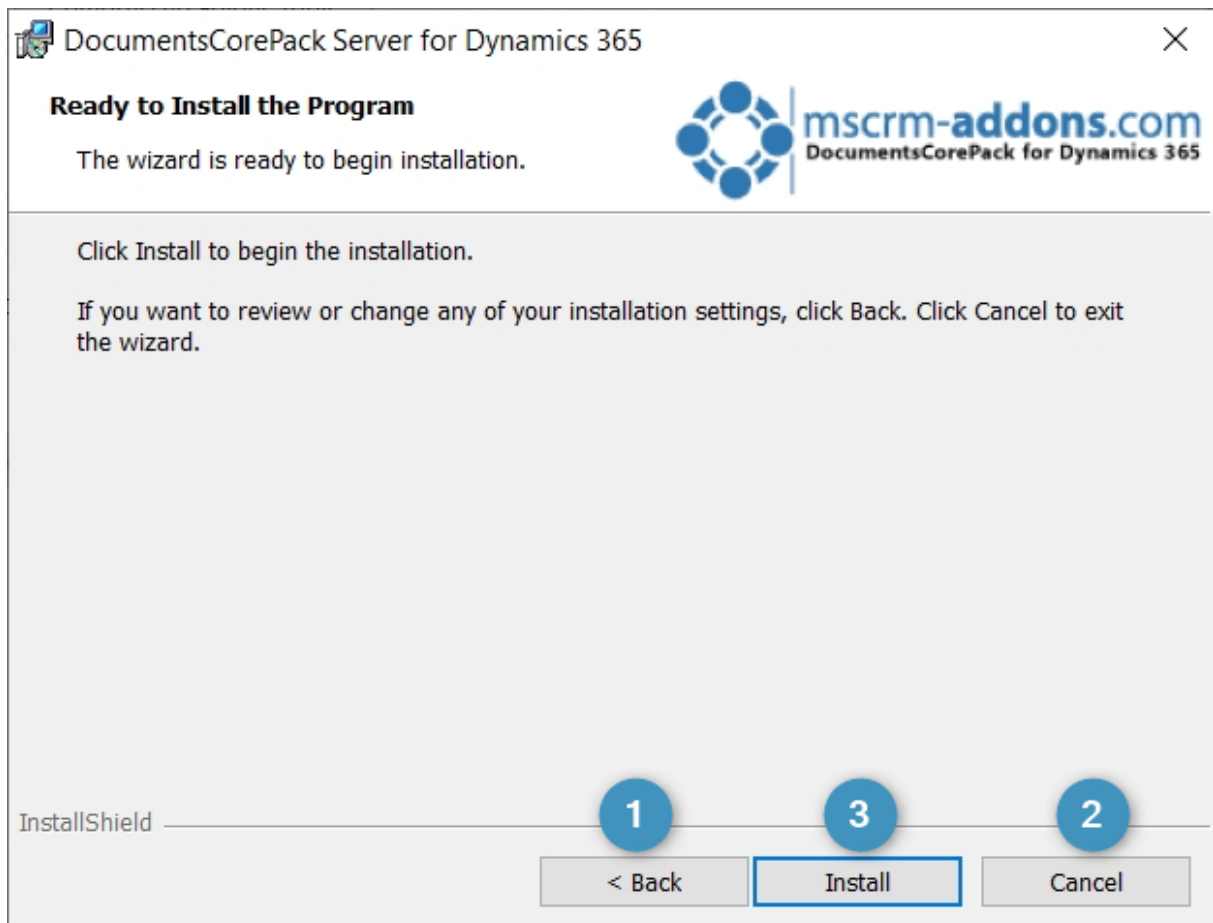 DocumentsCorePack Server for Dynamics 365
Ready to Install the Program
The wizard is ready to begin installation.
mscrm-addons.com
DocumentsCorePack for Dynamics 365
Click Install to begin the installation.
If you want to review or change any of your installation settings, click Back. Click Cancel to exit
the wizard.
InstallShield
1
3
2
< Back
Install
Cancel